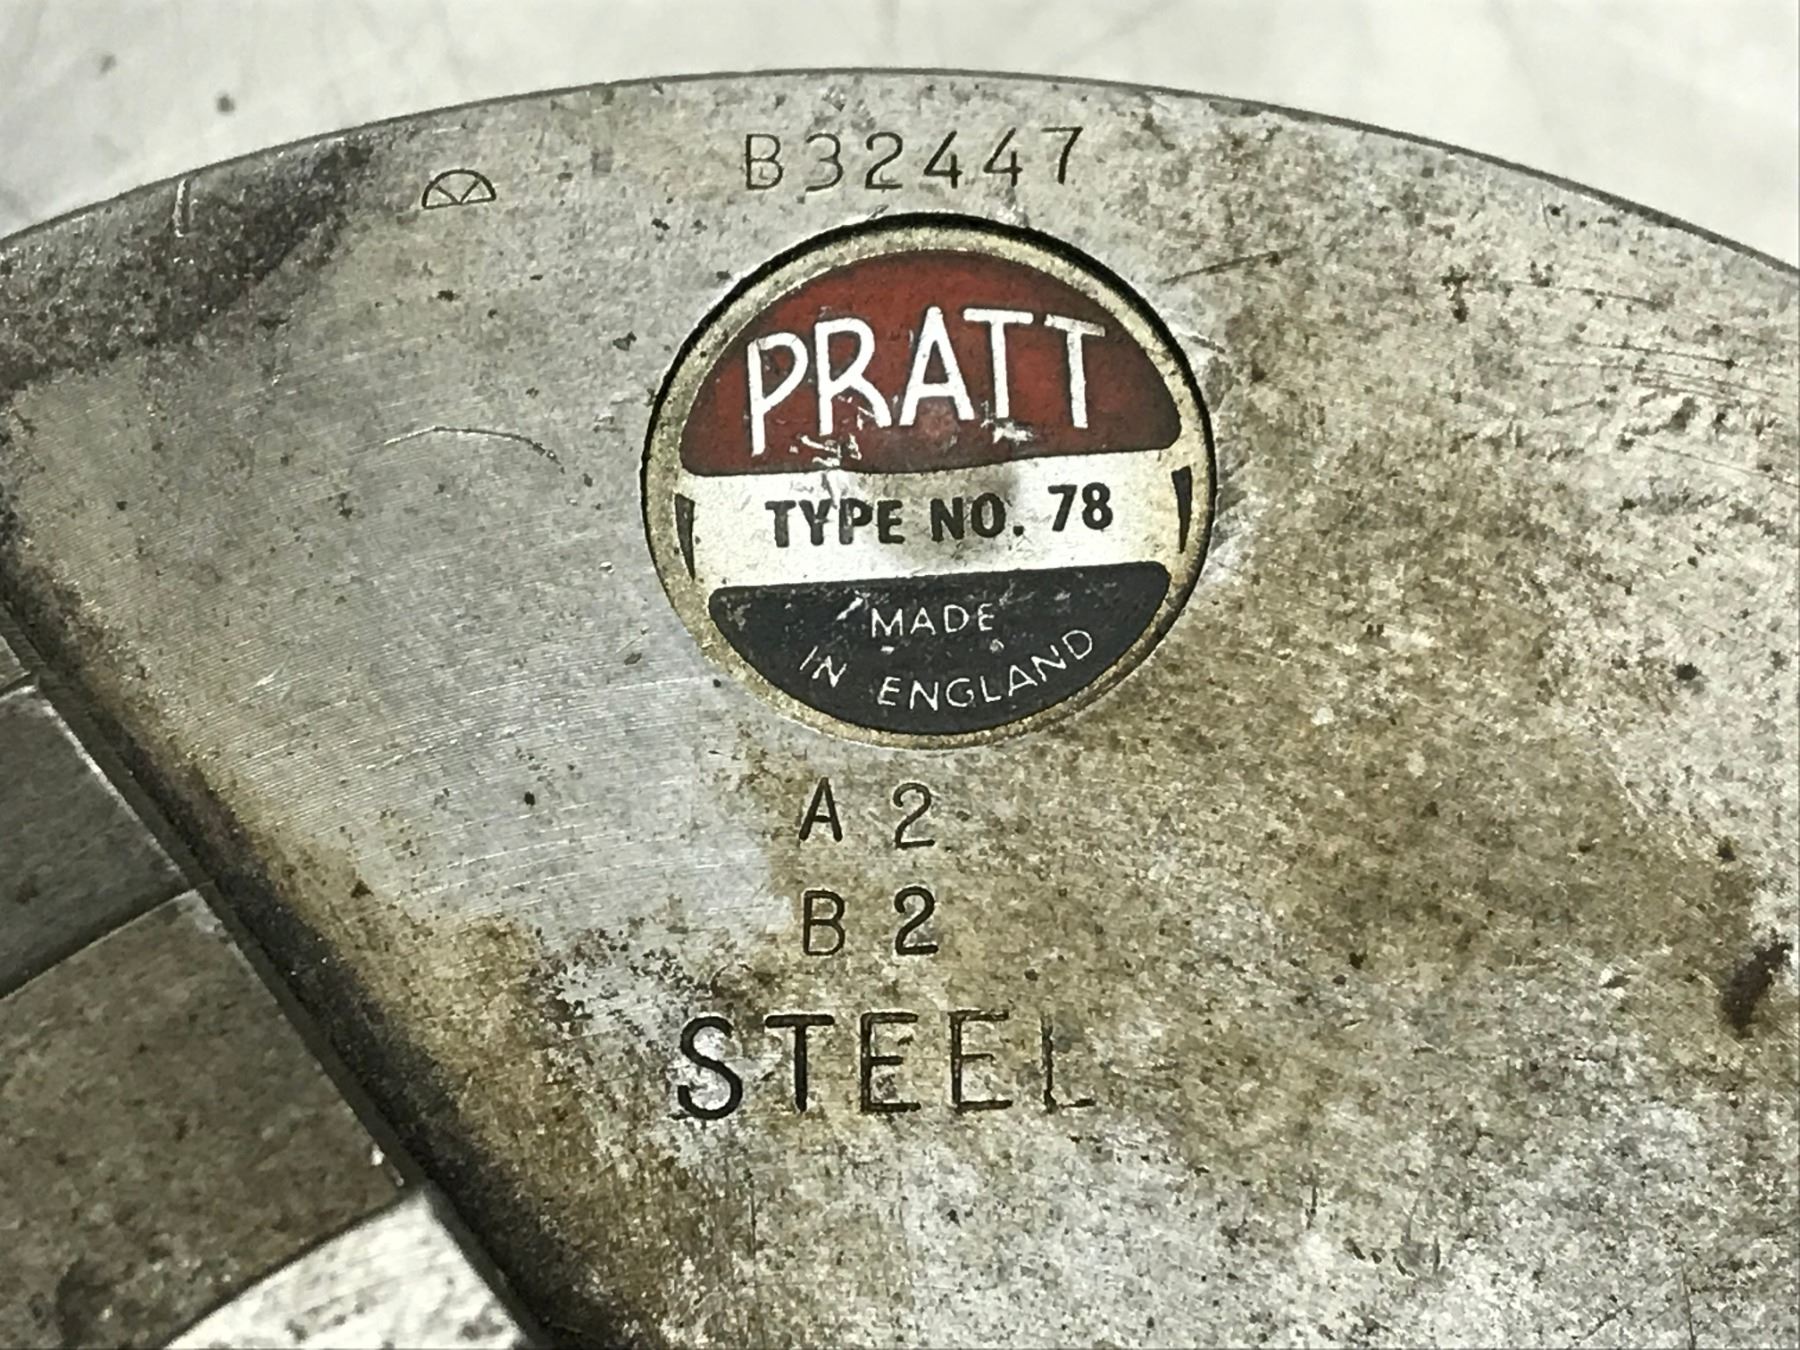 B32447
PRATT
TYPE NO. 78
MADE
IN ENGLAND
A 2
B 2
STEEL